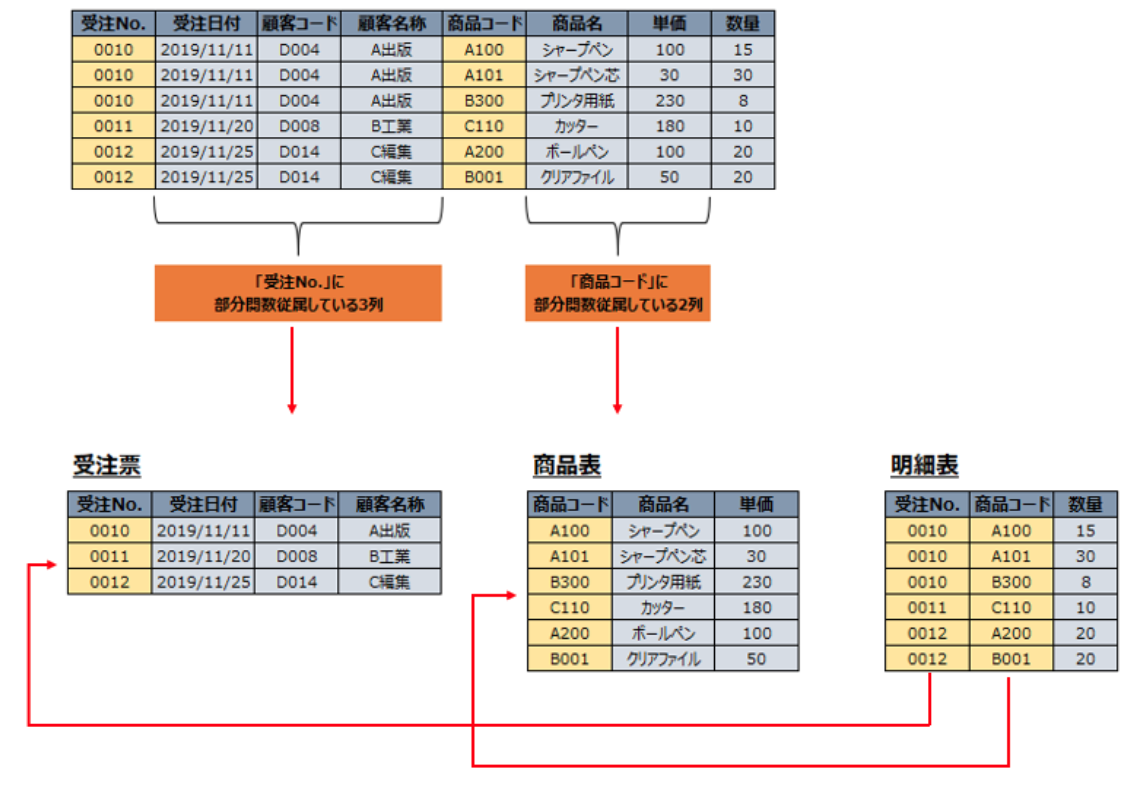 受注No. 受注日付 顧客コード 顧客名称 商品コード 商品名 単価 数量
0010 2019/11/11 D004 A出版 A100 シャープペン 100 15
0010 2019/11/11 D004 A出版 A101 シャープペン芯 30 30
0010 2019/11/11 D004 A出版 B300 プリンタ用紙 230 8
0011 2019/11/20 D008 B工業 C110 カッター 180 10
0012 2019/11/25 D014 C編集 A200 ボールペン 100 20
0012 2019/11/25 D014 C編集 B001 クリアファイル 50 20
「受注No.」に
部分関数従属している3列
「商品コード」に
部分関数従属している2列
受注票
受注No. 受注日付 顧客コード 顧客名称
0010 2019/11/11 D004 A出版
0011 2019/11/20 D008 B工業
0012 2019/11/25 D014 C編集
商品表
商品コード 商品名 単価
A100 シャープペン 100
A101 シャープペン芯 30
B300 プリンタ用紙 230
C110 カッター 180
A200 ボールペン 100
B001 クリアファイル 50
明細表
受注No. 商品コード 数量
0010 A100 15
0010 A101 30
0010 B300 8
0011 C110 10
0012 A200 20
0012 B001 20